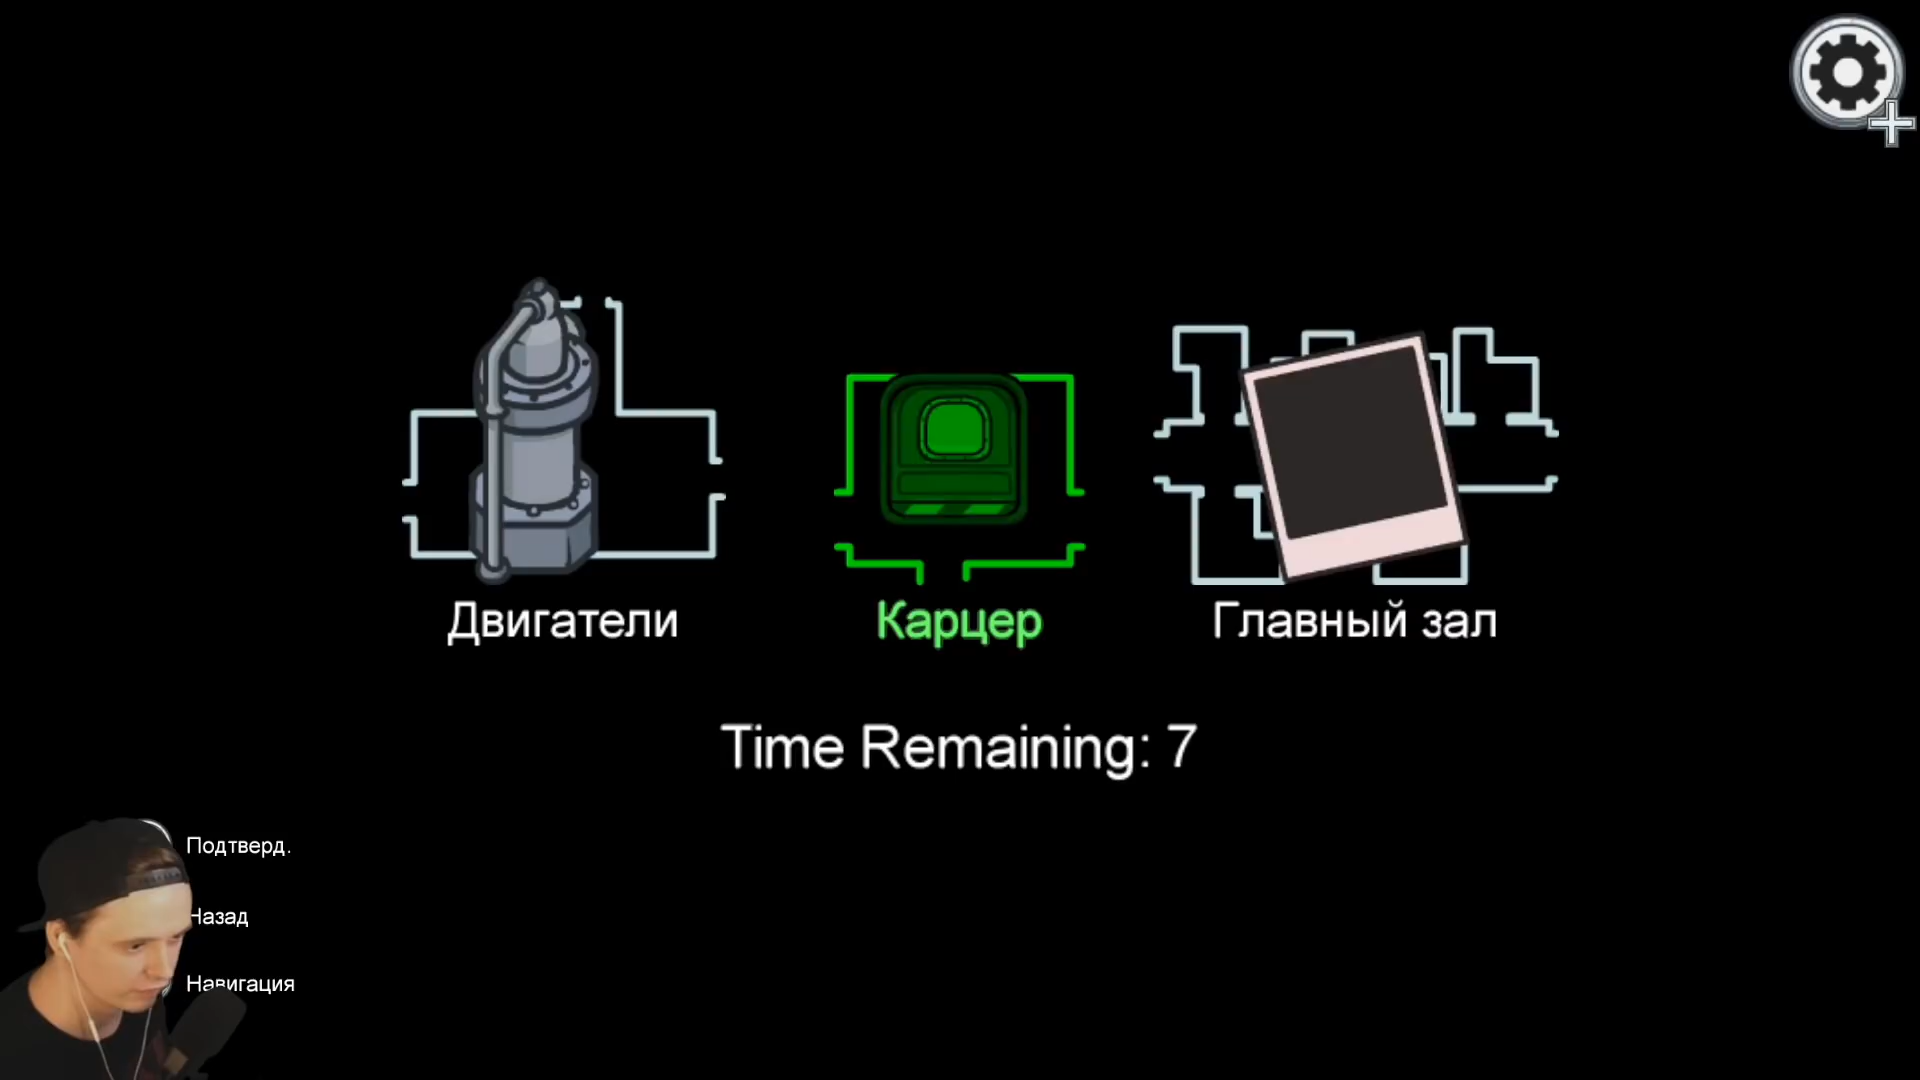 Двигатели
Карцер
Главный зал
Time Remaining: 7
Подтверд.
Назад
Навигация